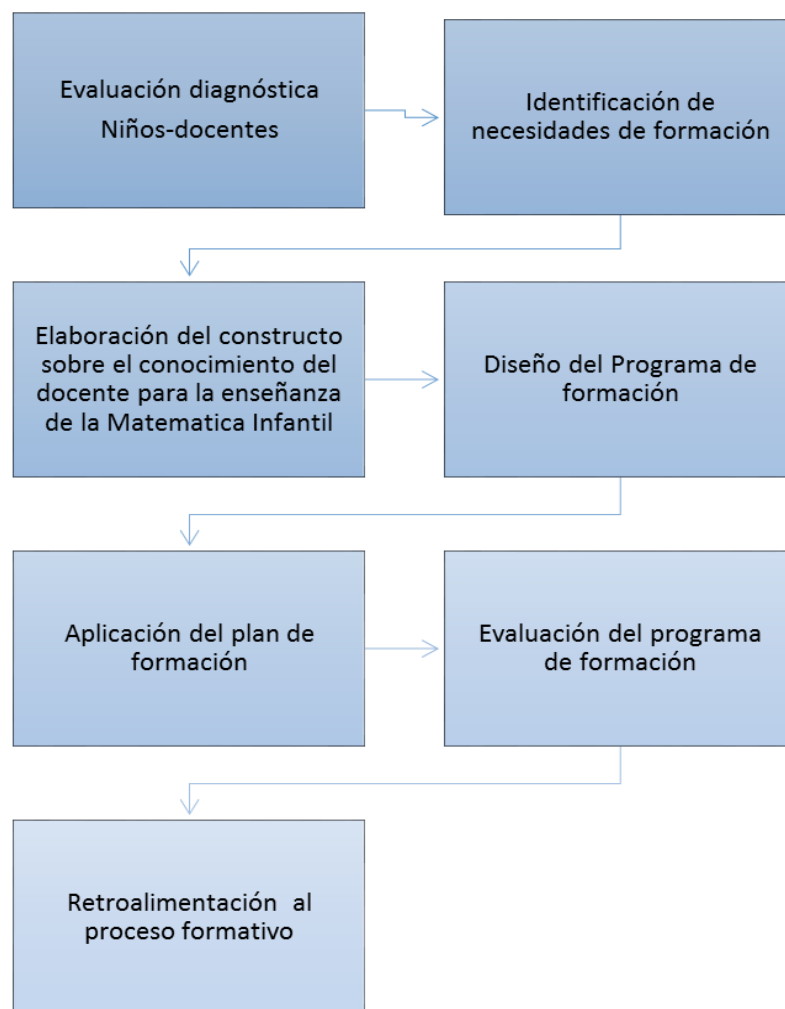 Evaluación diagnóstica
Niños-docentes
Identificación de
necesidades de formación
Elaboración del constructo
sobre el conocimiento del
docente para la enseñanza
de la Matematica Infantil
Diseño del Programa de
formación
Aplicación del plan de
formación
Evaluación del programa
de formación
Retroalimentación al
proceso formativo